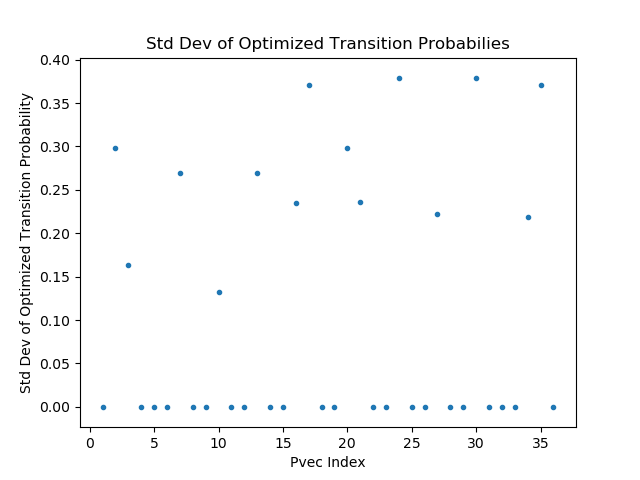 Std Dev of Optimized Transition Probabilies
Std Dev of Optimized Transition Probability
0.40
0.35
0.30
0.25
0.20
0.15
0.10
0.05
0.00
0 5 10 15 20 25 30 35
Pvec Index